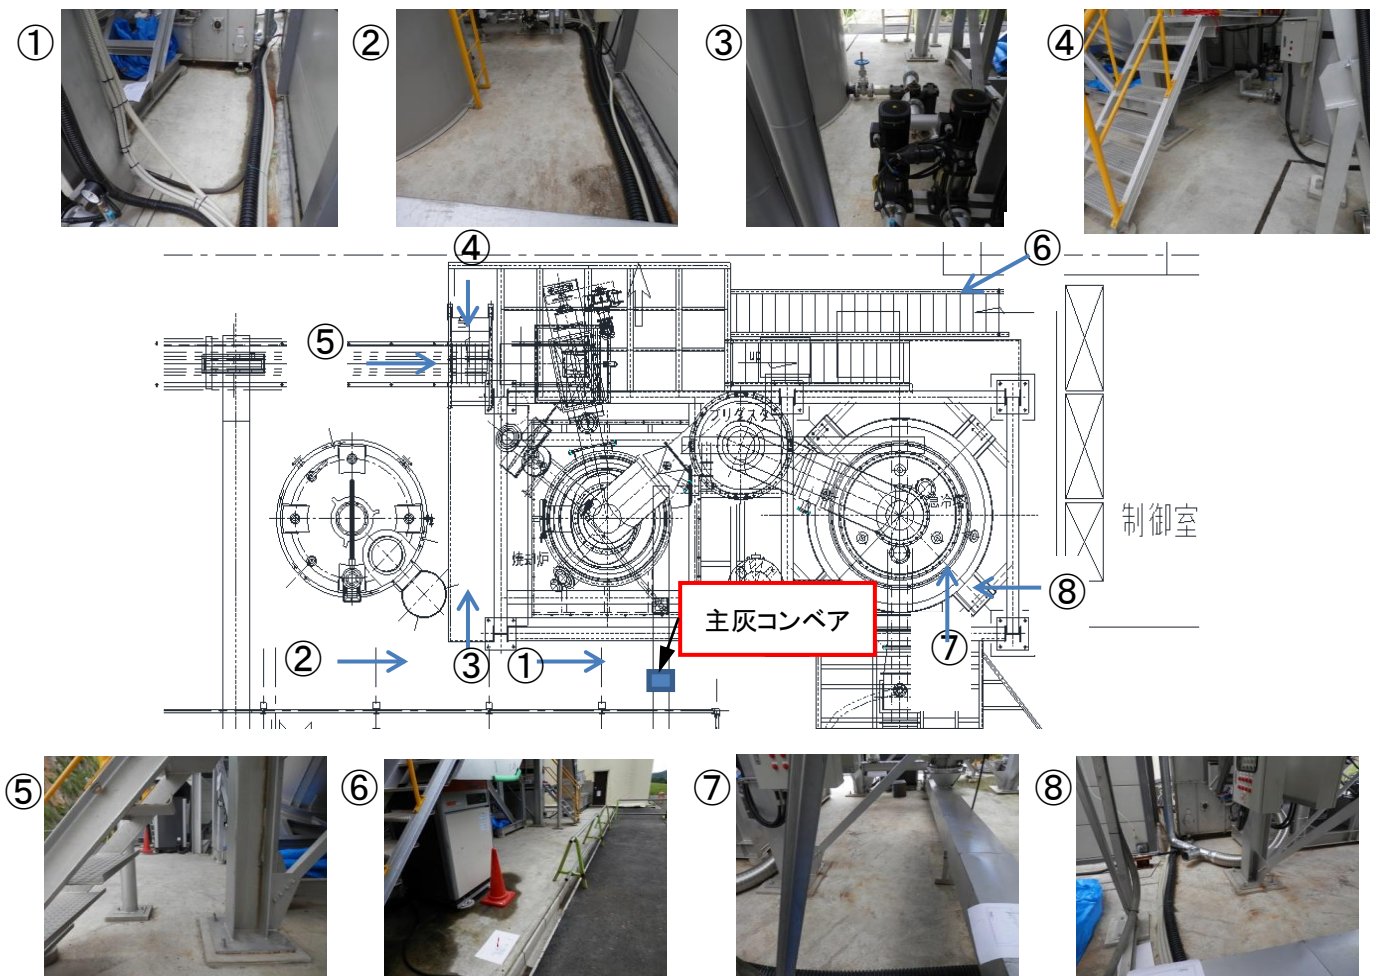 ① ② ③ ④
④ ⑥
⑤
プリダスター
急冷塔
制御室
焼却炉
主灰コンベア
⑧
② ③ ① ⑦
⑤ ⑥ ⑦ ⑧